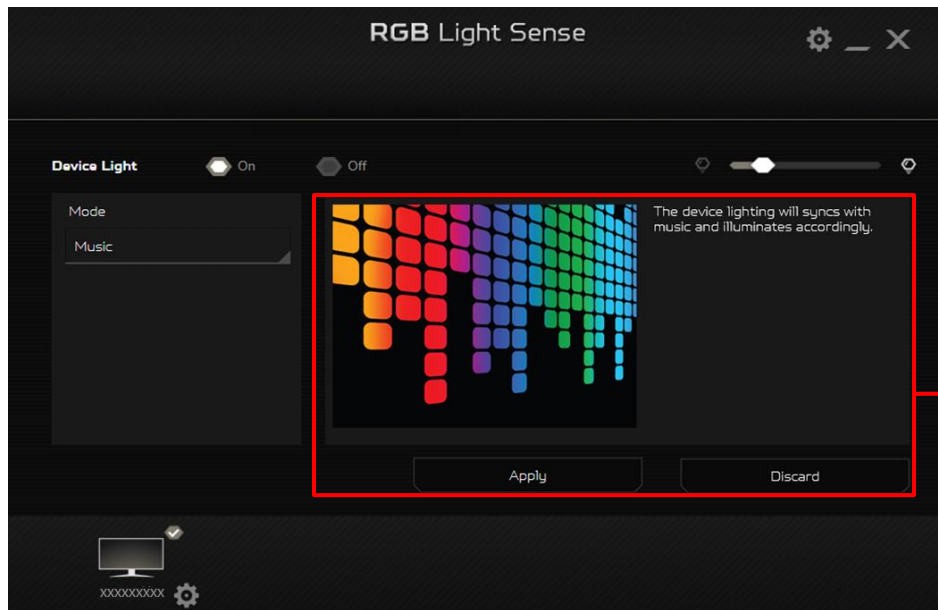 RGB Light Sense
Device Light
On
Off
Mode
Music
The device lighting will syncs with
music and illuminates accordingly.
Apply
Discard
xxxxxxxxxx